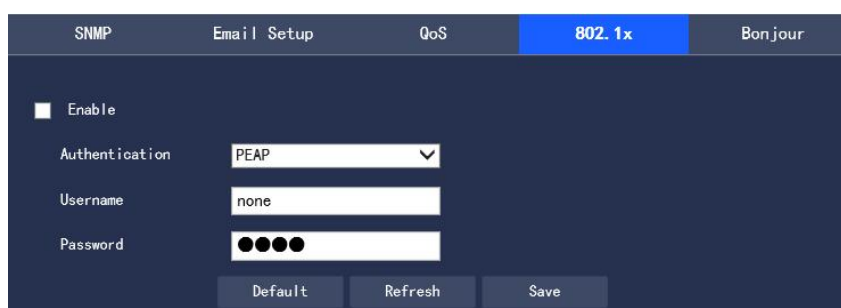 SNMP Email Setup QoS 802.1x Bonjour
Enable
Authentication PEAP
Username none
Password ●●●●
Default Refresh Save